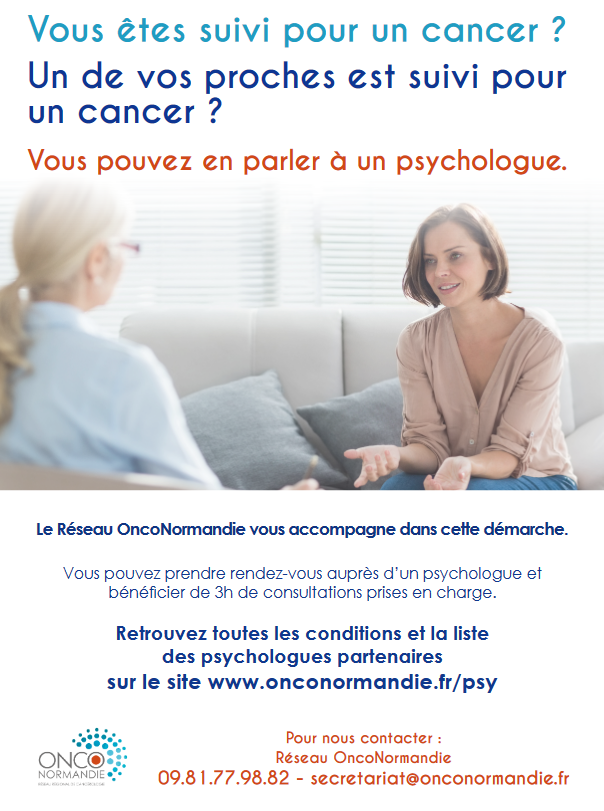 Vous êtes suivi pour un cancer ?
Un de vos proches est suivi pour
un cancer ?
Vous pouvez en parler à un psychologue.
Le Réseau OncoNormandie vous accompagne dans cette démarche.
Vous pouvez prendre rendez-vous auprès d'un psychologue et
bénéficier de 3h de consultations prises en charge.
Retrouvez toutes les conditions et la liste
des psychologues partenaires
sur le site www.onconormandie.fr/psy
ONCO
NORMANDIE
RÉSEAU RÉGIONAL DE CANCÉROLOGIE
Pour nous contacter :
Réseau OncoNormandie
09.81.77.98.82 - secretariat@onconormandie.fr